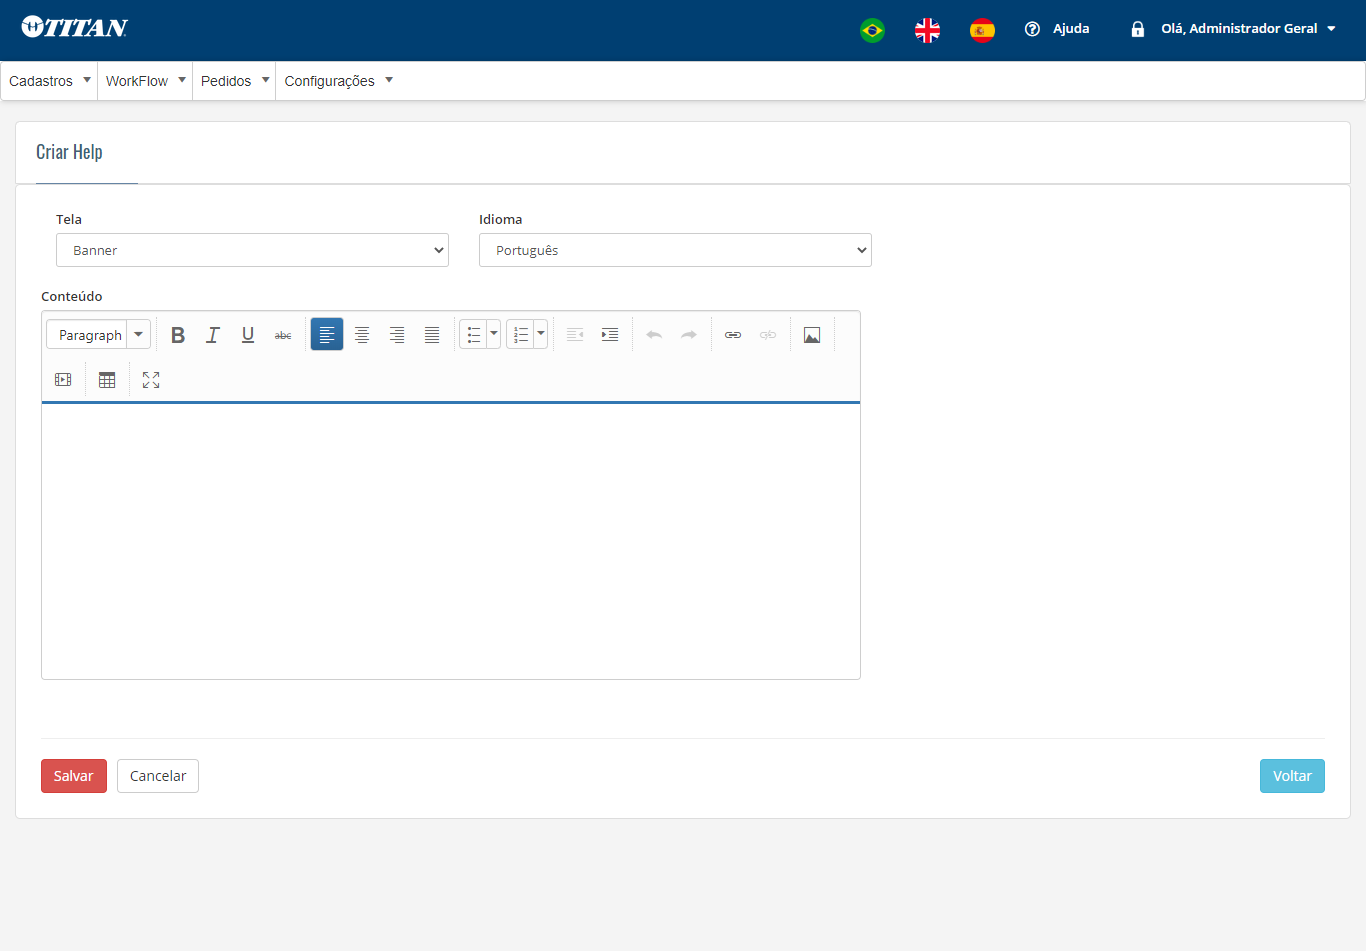 TITAN
Ajuda
Olá, Administrador Geral
Cadastros
WorkFlow
Pedidos
Configurações
Criar Help
Tela
Idioma
Banner
Português
Conteúdo
Paragraph
B I U abc
Salvar
Cancelar
Voltar